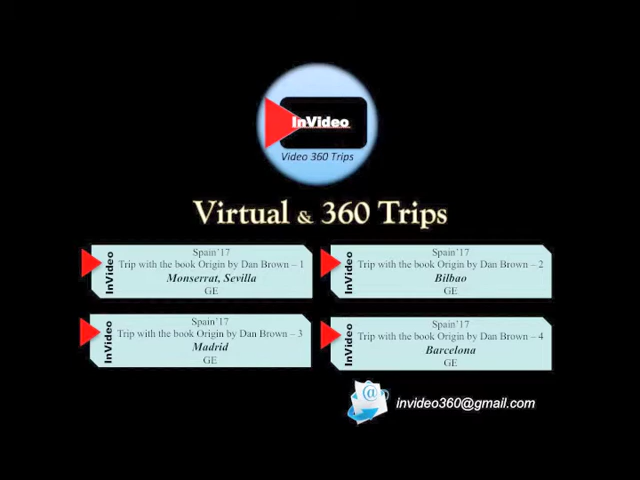 InVideo
Video 360 Trips
Virtual & 360 Trips
InVideo
Spain'17
Trip with the book Origin by Dan Brown – 1
Monserrat, Sevilla
GE
InVideo
Spain'17
Trip with the book Origin by Dan Brown – 2
Bilbao
GE
InVideo
Spain'17
Trip with the book Origin by Dan Brown – 3
Madrid
GE
InVideo
Spain'17
Trip with the book Origin by Dan Brown – 4
Barcelona
GE
@
invideo360@gmail.com